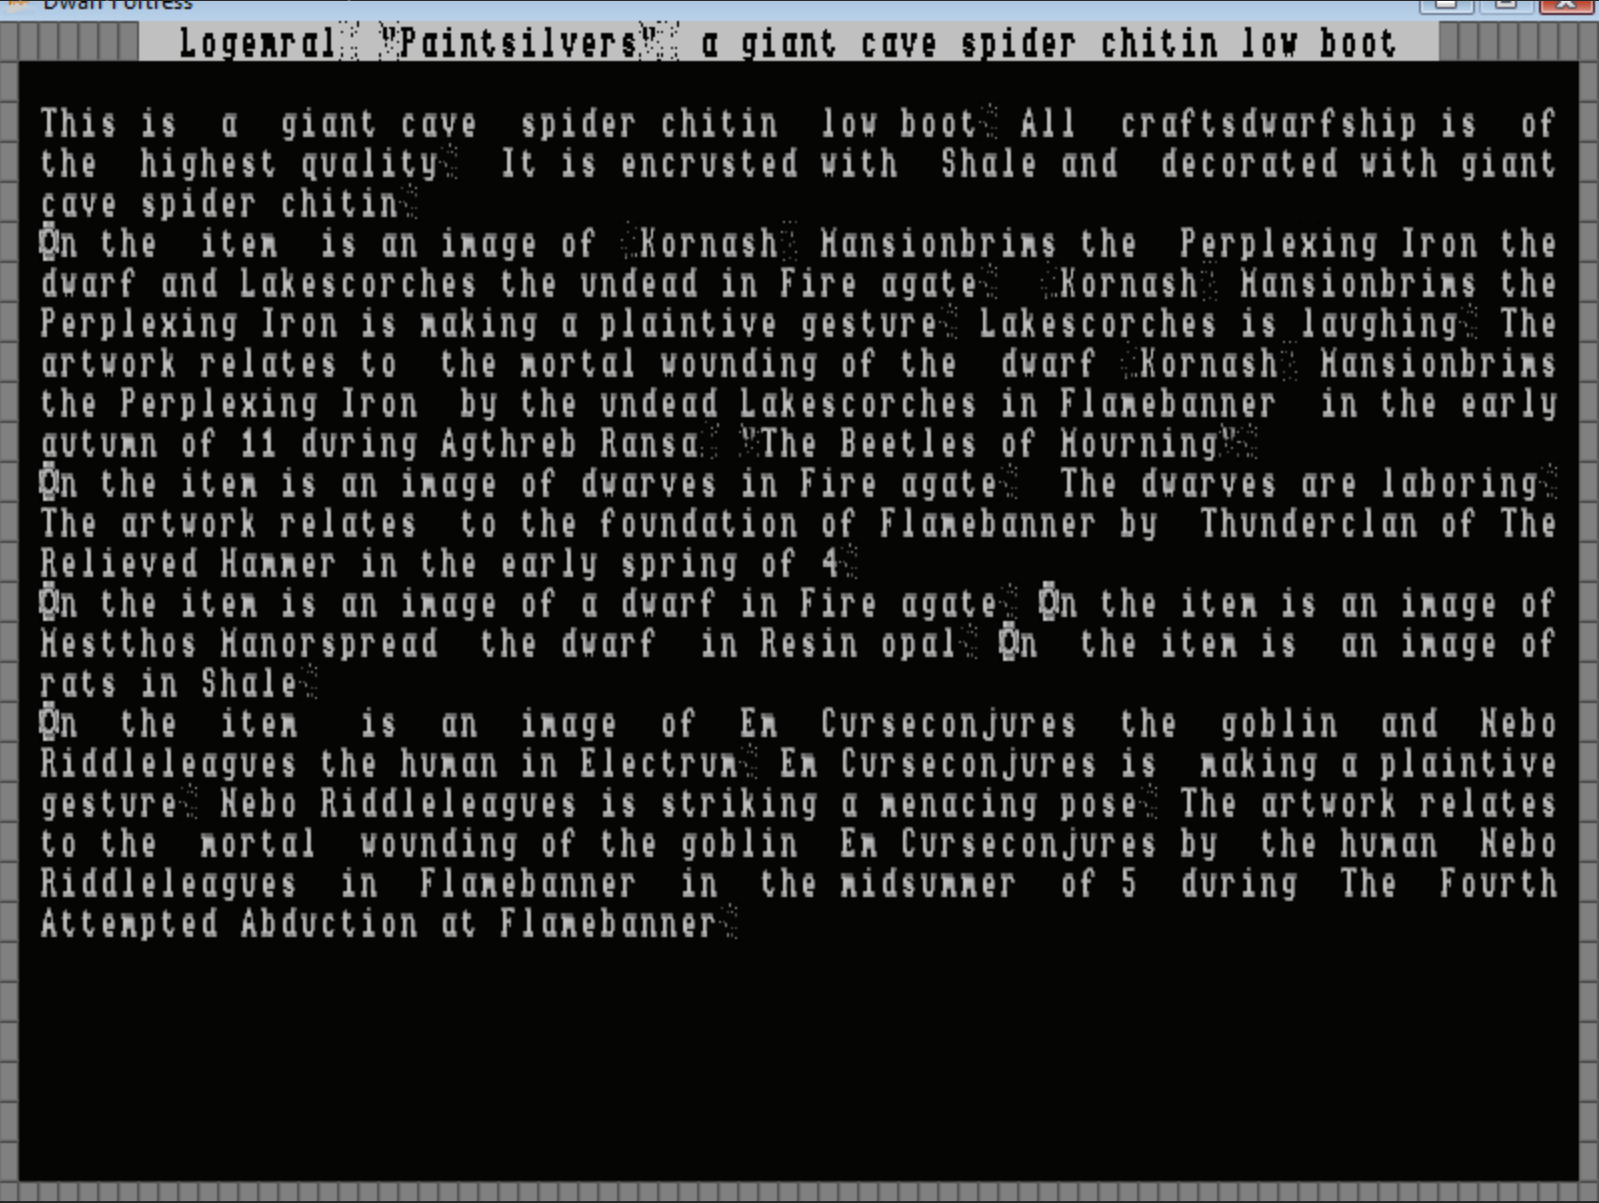 Dwarf Fortress
Logemral, "Paintsilvers", a giant cave spider chitin low boot
This is a giant cave spider chitin low boot. All craftsdwarfship is of
the highest quality. It is encrusted with Shale and decorated with giant
cave spider chitin.
On the item is an image of 'Kornash' Mansionbrims the Perplexing Iron the
dwarf and Lakescorches the undead in Fire agate. 'Kornash' Mansionbrims the
Perplexing Iron is making a plaintive gesture. Lakescorches is laughing. The
artwork relates to the mortal wounding of the dwarf 'Kornash' Mansionbrims
the Perplexing Iron by the undead Lakescorches in Flamebanner in the early
autumn of 11 during Agthreb Ransa, "The Beetles of Mourning".
On the item is an image of dwarves in Fire agate. The dwarves are laboring.
The artwork relates to the foundation of Flamebanner by Thunderclan of The
Relieved Hammer in the early spring of 4.
On the item is an image of a dwarf in Fire agate. On the item is an image of
Mestthos Manorspread the dwarf in Resin opal. On the item is an image of
rats in Shale.
On the item is an image of Em Curseconjures the goblin and Nebo
Riddleleagues the human in Electrum. Em Curseconjures is making a plaintive
gesture. Nebo Riddleleagues is striking a menacing pose. The artwork relates
to the mortal wounding of the goblin Em Curseconjures by the human Nebo
Riddleleagues in Flamebanner in the midsummer of 5 during The Fourth
Attempted Abduction at Flamebanner.